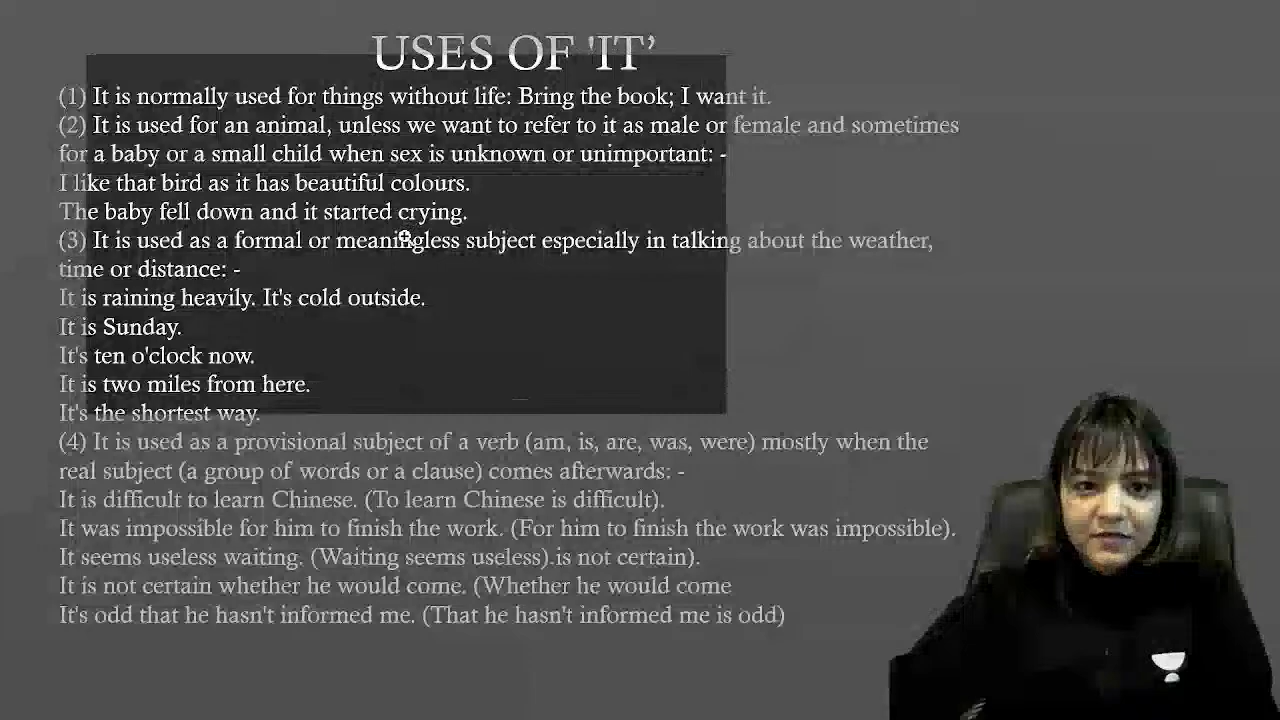 USES OF 'IT’
(1) It is normally used for things without life: Bring the book; I want it.
(2) It is used for an animal, unless we want to refer to it as male or female and sometimes
for a baby or a small child when sex is unknown or unimportant: -
I like that bird as it has beautiful colours.
The baby fell down and it started crying.
(3) It is used as a formal or meaningless subject especially in talking about the weather,
time or distance: -
It is raining heavily. It's cold outside.
It is Sunday.
It's ten o'clock now.
It is two miles from here.
It's the shortest way.
(4) It is used as a provisional subject of a verb (am, is, are, was, were) mostly when the
real subject (a group of words or a clause) comes afterwards: -
It is difficult to learn Chinese. (To learn Chinese is difficult).
It was impossible for him to finish the work. (For him to finish the work was impossible).
It seems useless waiting. (Waiting seems useless).is not certain).
It is not certain whether he would come. (Whether he would come
It's odd that he hasn't informed me. (That he hasn't informed me is odd)